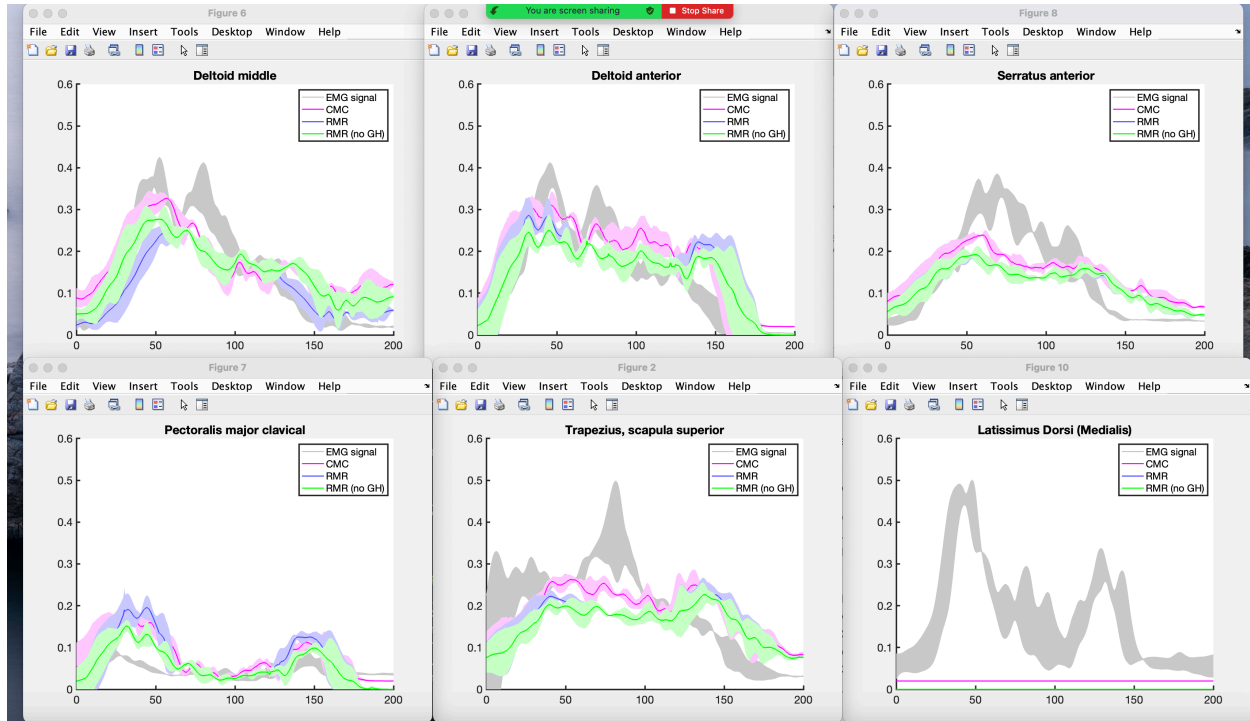 You are screen sharing Stop Share
Figure 6
File Edit View Insert Tools Desktop Window Help
Deltoid middle
EMG signal
CMC
RMR
RMR (no GH)
0.6
0.5
0.4
0.3
0.2
0.1
0
0 50 100 150 200
File Edit View Insert Tools Desktop Window Help
Deltoid anterior
EMG signal
CMC
RMR
RMR (no GH)
0.6
0.5
0.4
0.3
0.2
0.1
0
0 50 100 150 200
Figure 8
File Edit View Insert Tools Desktop Window Help
Serratus anterior
EMG signal
CMC
RMR
RMR (no GH)
0.6
0.5
0.4
0.3
0.2
0.1
0
0 50 100 150 200
Figure 7
File Edit View Insert Tools Desktop Window Help
Pectoralis major clavical
EMG signal
CMC
RMR
RMR (no GH)
0.6
0.5
0.4
0.3
0.2
0.1
0
0 50 100 150 200
Figure 2
File Edit View Insert Tools Desktop Window Help
Trapezius, scapula superior
EMG signal
CMC
RMR
RMR (no GH)
0.6
0.5
0.4
0.3
0.2
0.1
0
0 50 100 150 200
Figure 10
File Edit View Insert Tools Desktop Window Help
Latissimus Dorsi (Medialis)
EMG signal
CMC
RMR
RMR (no GH)
0.6
0.5
0.4
0.3
0.2
0.1
0
0 50 100 150 200